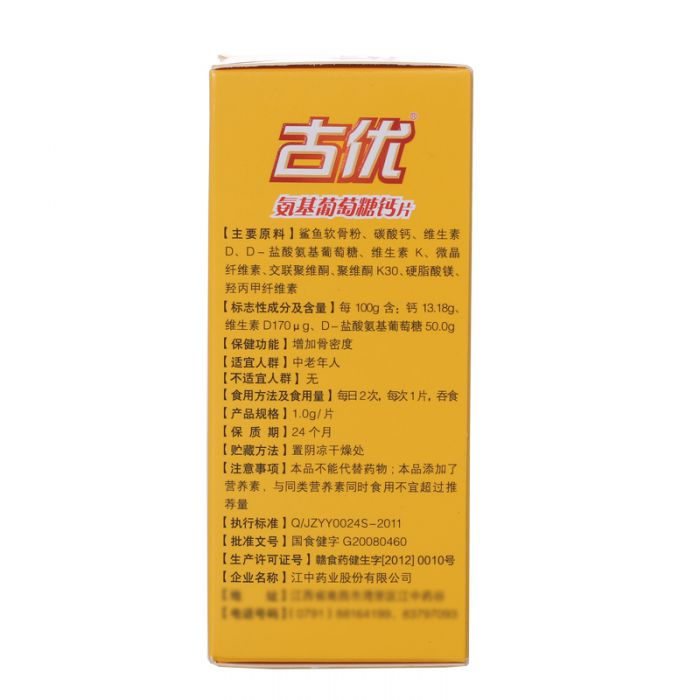 古优®
氨基葡萄糖钙片
【主要原料】鲨鱼软骨粉、碳酸钙、维生素
D、D-盐酸氨基葡萄糖、维生素 K、微晶
纤维素、交联聚维酮、聚维酮 K30、硬脂酸镁、
羟丙甲纤维素
【标志性成分及含量】每 100g 含：钙 13.18g、
维生素 D170μg、D-盐酸氨基葡萄糖 50.0g
【保健功能】增加骨密度
【适宜人群】中老年人
【不适宜人群】无
【食用方法及食用量】每日2次，每次1片，吞食
【产品规格】1.0g/片
【保 质 期】24个月
【贮藏方法】置阴凉干燥处
【注意事项】本品不能代替药物；本品添加了
营养素，与同类营养素同时食用不宜超过推
荐量
【执行标准】Q/JZYY0024S-2011
【批准文号】国食健字 G20080460
【生产许可证号】赣食药健生字[2012] 0010号
【企业名称】江中药业股份有限公司